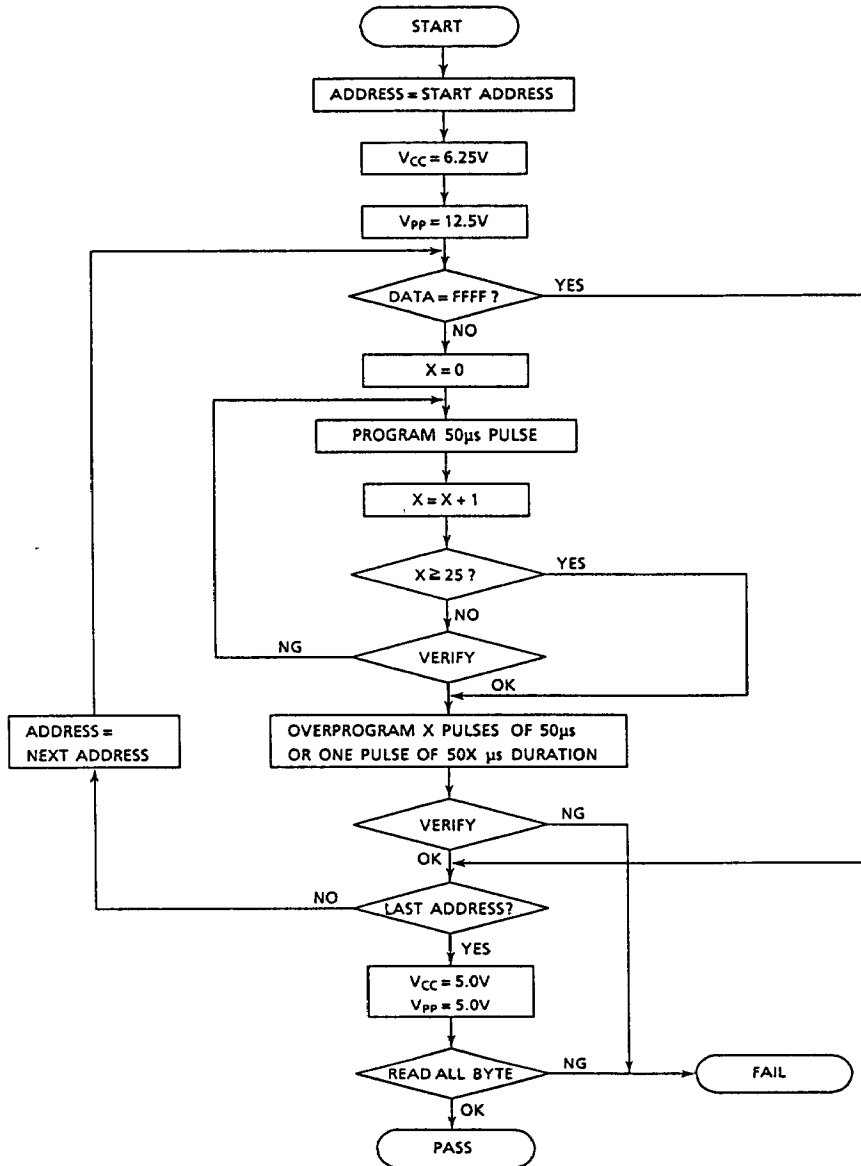 START
ADDRESS = START ADDRESS
VCC = 6.25V
VPP = 12.5V
DATA = FFFF ?
YES
NO
X = 0
PROGRAM 50μs PULSE
X = X + 1
X ≧ 25 ?
YES
NO
VERIFY
NG
OK
ADDRESS =
NEXT ADDRESS
OVERPROGRAM X PULSES OF 50μs
OR ONE PULSE OF 50X μs DURATION
VERIFY
NG
OK
LAST ADDRESS?
NO
YES
VCC = 5.0V
VPP = 5.0V
READ ALL BYTE
NG
FAIL
OK
PASS